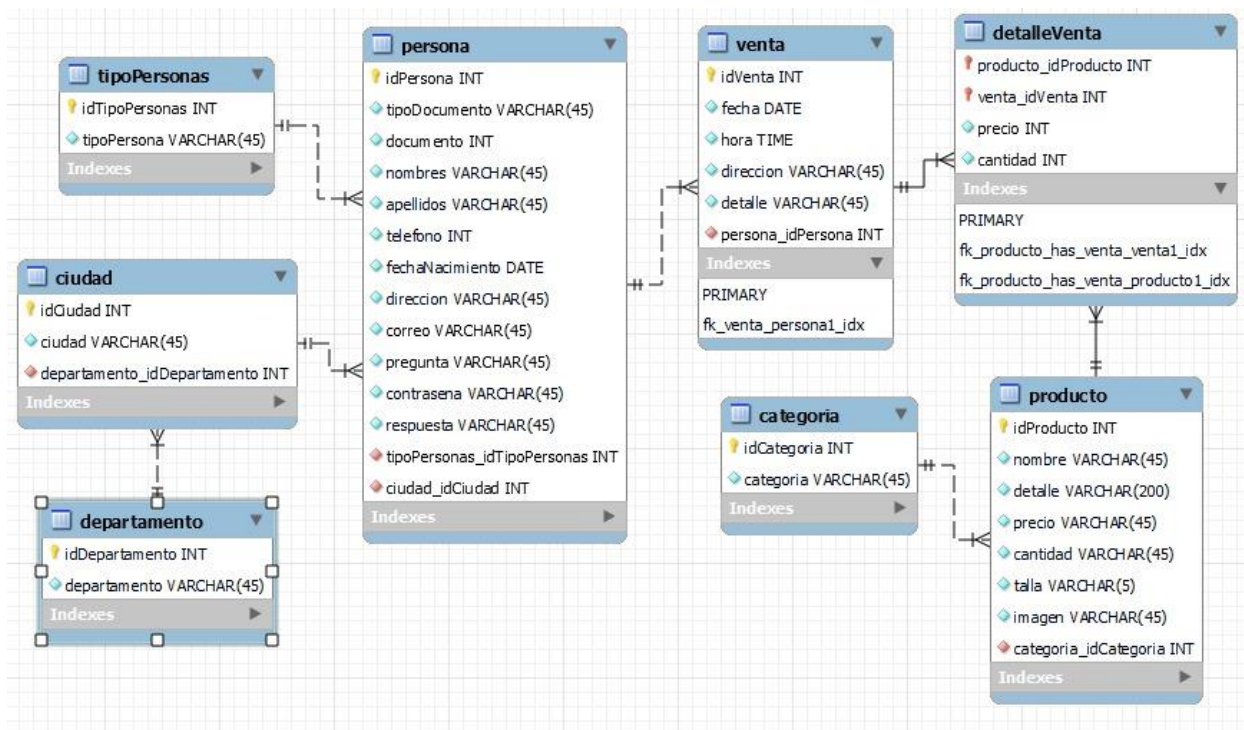 tipoPersonas
idTipoPersonas INT
tipoPersona VARCHAR(45)
Indexes
ciudad
idCiudad INT
ciudad VARCHAR(45)
departamento_idDepartamento INT
Indexes
departamento
idDepartamento INT
departamento VARCHAR(45)
Indexes
persona
idPersona INT
tipoDocumento VARCHAR(45)
documento INT
nombres VARCHAR(45)
apellidos VARCHAR(45)
telefono INT
fechaNacimiento DATE
direccion VARCHAR(45)
correo VARCHAR(45)
pregunta VARCHAR(45)
contrasena VARCHAR(45)
respuesta VARCHAR(45)
tipoPersonas_idTipoPersonas INT
ciudad_idCiudad INT
Indexes
venta
idVenta INT
fecha DATE
hora TIME
direccion VARCHAR(45)
detalle VARCHAR(45)
persona_idPersona INT
Indexes
PRIMARY
fk_venta_persona1_idx
categoria
idCategoria INT
categoria VARCHAR(45)
Indexes
detalleVenta
producto_idProducto INT
venta_idVenta INT
precio INT
cantidad INT
Indexes
PRIMARY
fk_producto_has_venta_venta1_idx
fk_producto_has_venta_producto1_idx
producto
idProducto INT
nombre VARCHAR(45)
detalle VARCHAR(200)
precio VARCHAR(45)
cantidad VARCHAR(45)
talla VARCHAR(5)
imagen VARCHAR(45)
categoria_idCategoria INT
Indexes